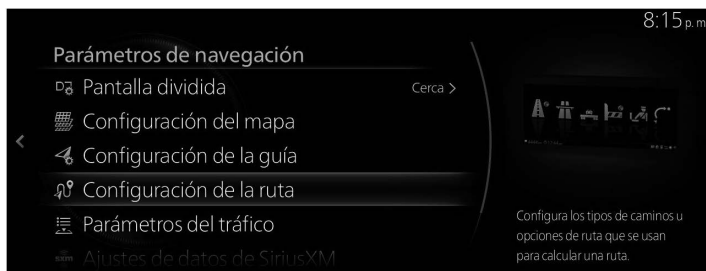 8:15 p. m
Parámetros de navegación
Pantalla dividida
Cerca >
Configuración del mapa
Configuración de la guía
Configuración de la ruta
Parámetros del tráfico
Ajustes de datos de SiriusXM
Configura los tipos de caminos u
opciones de ruta que se usan
para calcular una ruta.